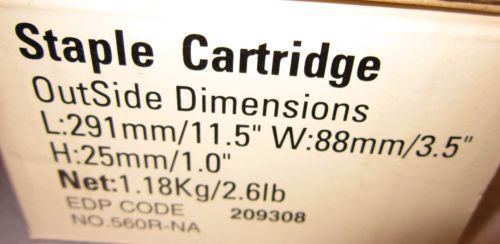 Staple Cartridge
OutSide Dimensions
L:291mm/11.5" W:88mm/3.5"
H:25mm/1.0"
Net:1.18Kg/2.6lb
EDP CODE 209308
NO.560R-NA